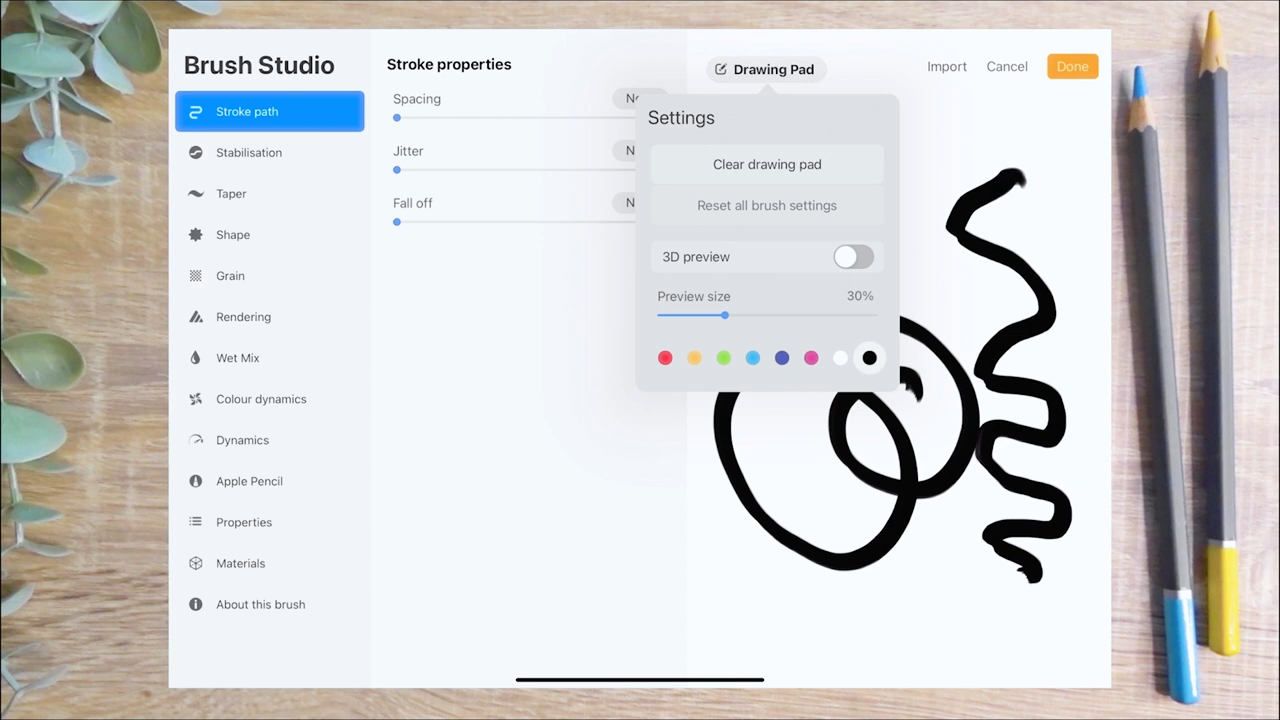 Brush Studio
Stroke path
Stabilisation
Taper
Shape
Grain
Rendering
Wet Mix
Colour dynamics
Dynamics
Apple Pencil
Properties
Materials
About this brush
Stroke properties
Spacing
Jitter
Fall off
Drawing Pad
Import
Cancel
Done
Settings
Clear drawing pad
Reset all brush settings
3D preview
Preview size
30%